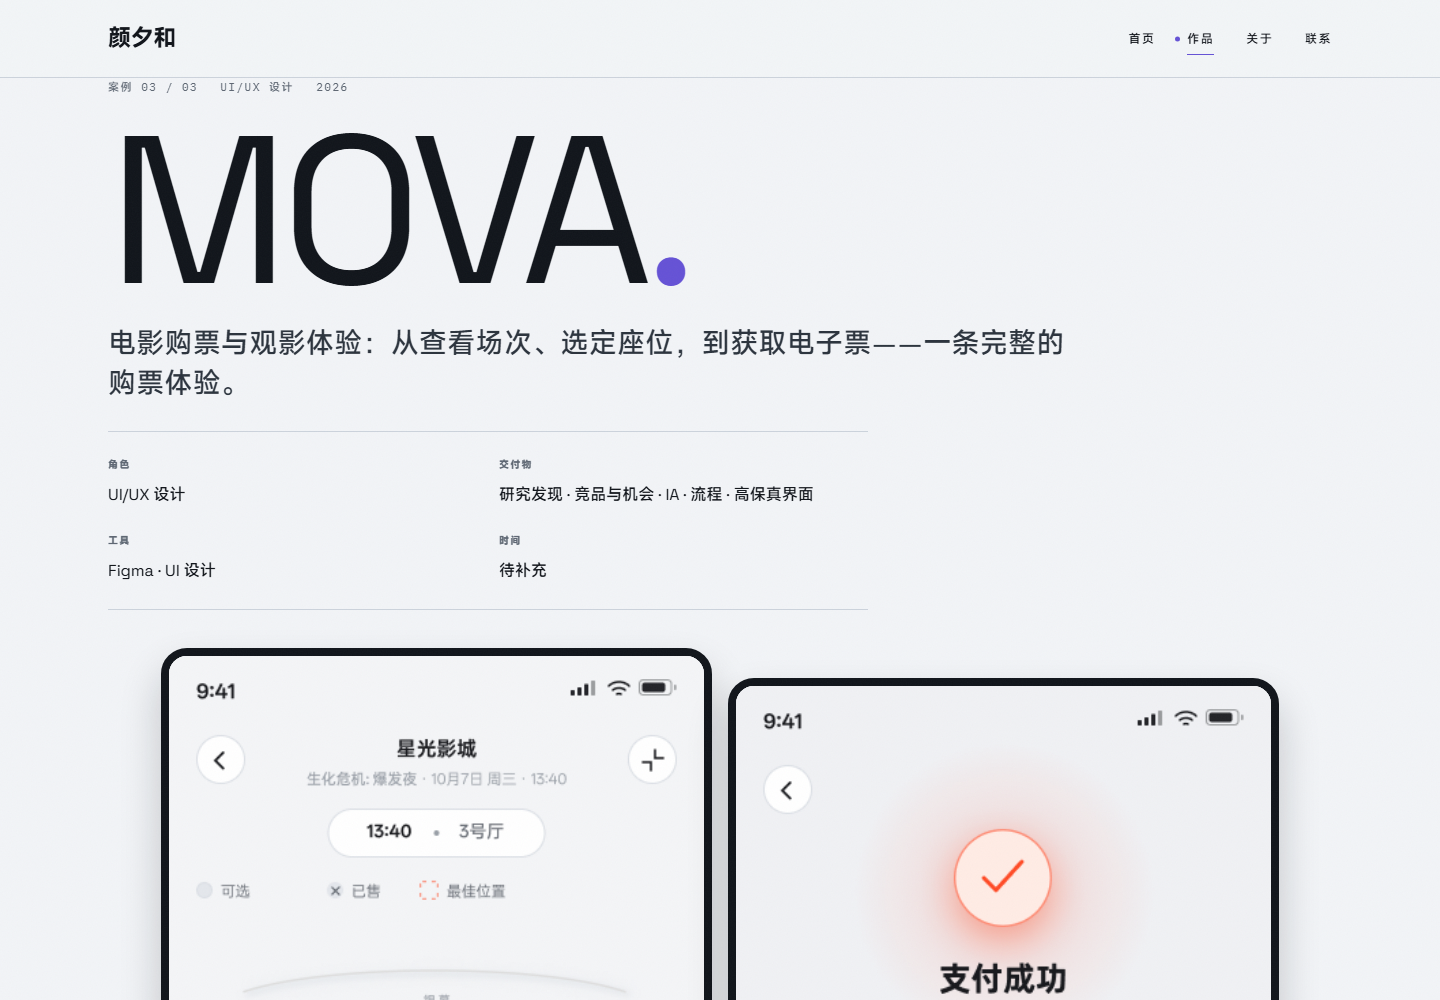 颜夕和
首页 作品 关于 联系
案例 03 / 03 UI/UX 设计 2026
MOVA.
电影购票与观影体验：从查看场次、选定座位，到获取电子票——一条完整的
购票体验。
角色
UI/UX 设计
交付物
研究发现 · 竞品与机会 · IA · 流程 · 高保真界面
工具
Figma · UI 设计
时间
待补充
9:41
星光影城
生化危机: 爆发夜 · 10月7日 周三 · 13:40
13:40 • 3号厅
可选 已售 最佳位置
9:41
支付成功